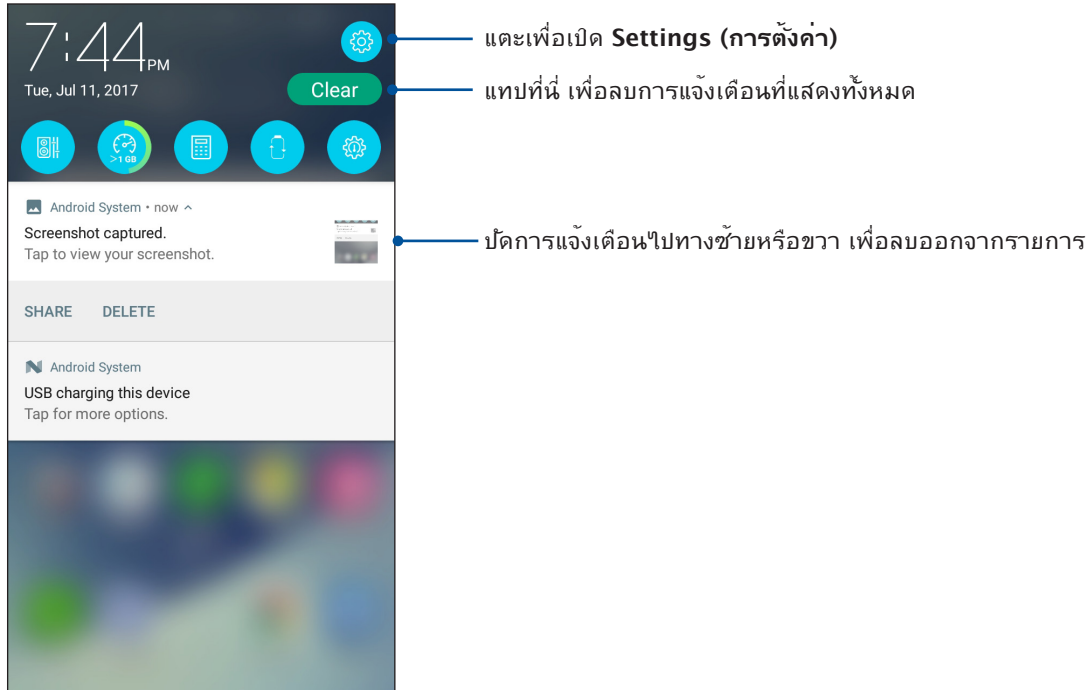 7:44 PM
แตะเพื่อเปิด Settings (การตั้งค่า)
Tue, Jul 11, 2017
Clear
แทปที่นี่ เพื่อลบการแจ้งเตือนที่แสดงทั้งหมด
>1 GB
Android System • now
Screenshot captured.
Tap to view your screenshot.
ปัดการแจ้งเตือนไปทางซ้ายหรือขวา เพื่อลบออกจากรายการ
SHARE DELETE
Android System
USB charging this device
Tap for more options.